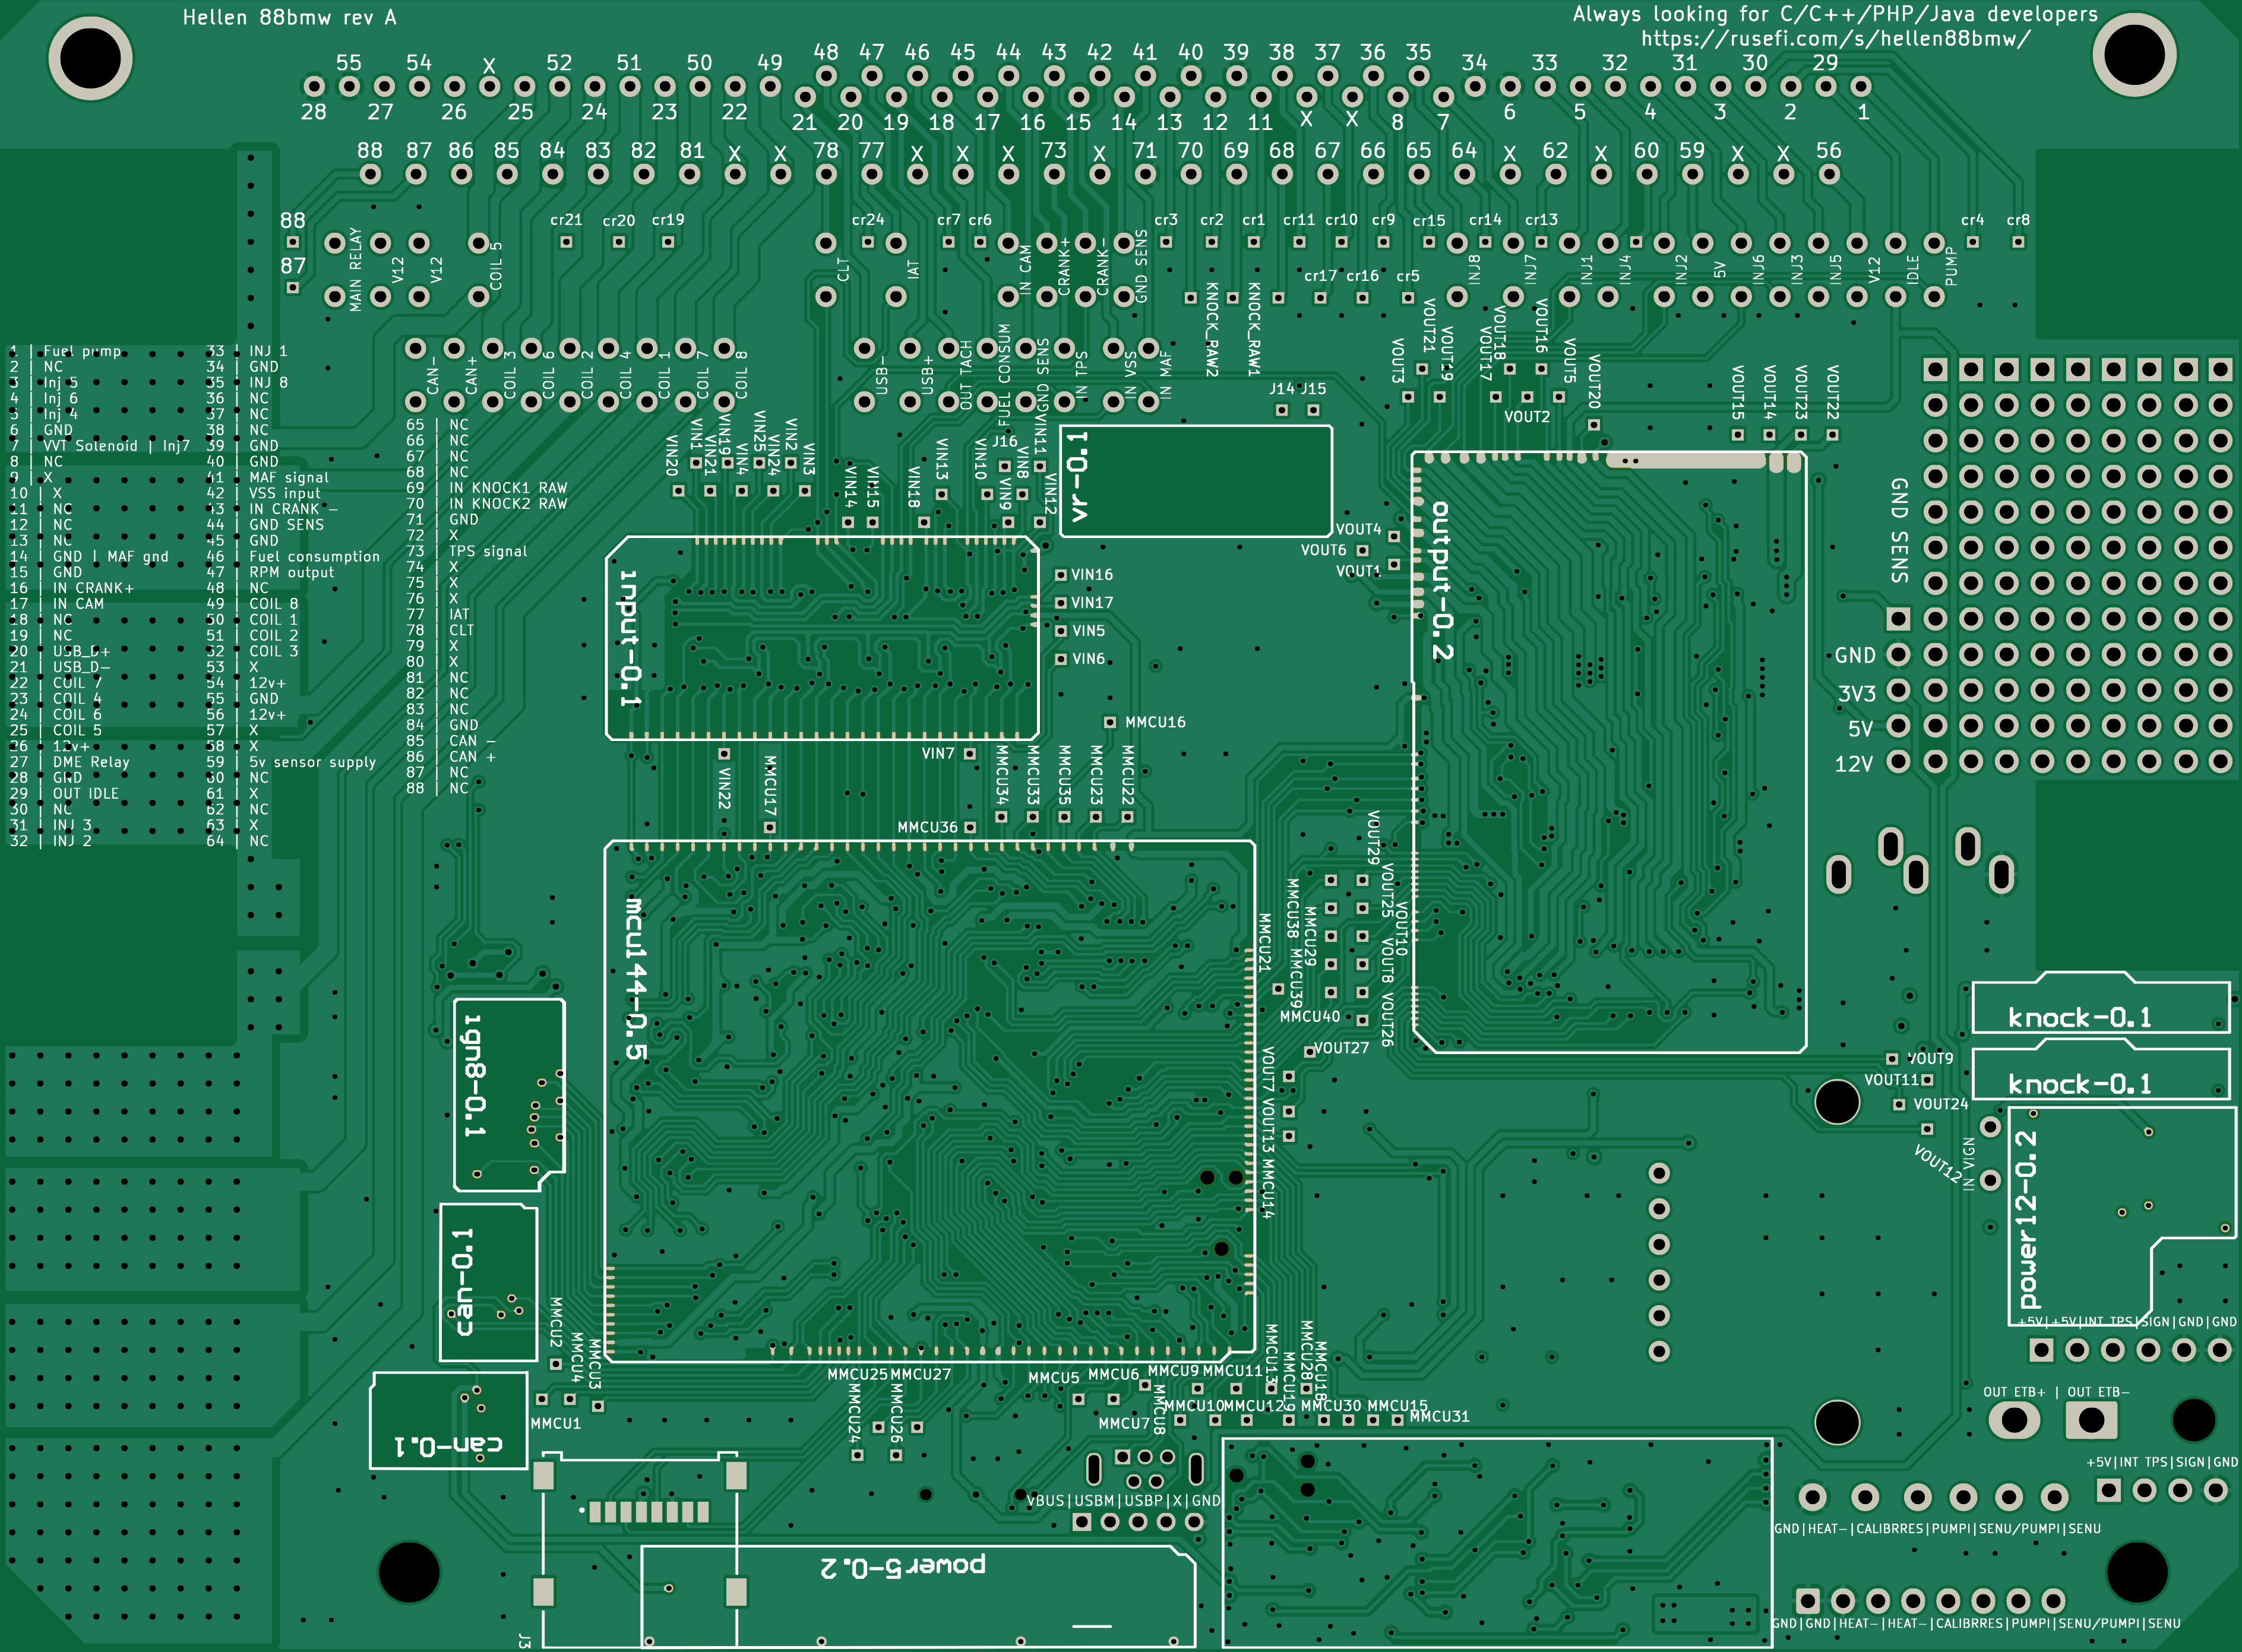 Hellen 88bmw rev A
Always looking for C/C++/PHP/Java developers
https://rusefi.com/s/hellen88bmw/
55 54 X 52 51 50 49 48 47 46 45 44 43 42 41 40 39 38 37 36 35 34 33 32 31 30 29
28 27 26 25 24 23 22 21 20 19 18 17 16 15 14 13 12 11 X X 8 7 6 5 4 3 2 1
88 87 86 85 84 83 82 81 X X 78 77 X X X 73 X 71 70 69 68 67 66 65 64 X 62 X 60 59 X X 56
88 cr21 cr20 cr19 cr24 cr7 cr6 cr3 cr2 cr1 cr11 cr10 cr9 cr15 cr14 cr13 cr4 cr8
87
MAIN RELAY V12 V12 COIL 5 CLT IAT IN CAM CRANK+ CRANK- GND SENS
cr17 cr16 cr5
INJ8 INJ7 INJ1 INJ4 INJ2 5V INJ6 INJ3 INJ5 V12 IDLE PUMP
CAN- CAN+ COIL 3 COIL 6 COIL 2 COIL 4 COIL 1 COIL 7 COIL 8
USB- USB+ OUT TACH FUEL CONSUM GND SENS IN TPS IN VSS IN MAF
KNOCK_RAW2 KNOCK_RAW1
J14 J15
VOUT3 VOUT21 VOUT19 VOUT17 VOUT18 VOUT16 VOUT5 VOUT20
VOUT2
VOUT15 VOUT14 VOUT23 VOUT22
1 | Fuel pump
2 | NC
3 | Inj 5
4 | Inj 6
5 | Inj 4
6 | GND
7 | VVT Solenoid | Inj7
8 | NC
9 | X
10 | X
11 | NC
12 | NC
13 | NC
14 | GND | MAF gnd
15 | GND
16 | IN CRANK+
17 | IN CAM
18 | NC
19 | NC
20 | USB_D+
21 | USB_D-
22 | COIL 7
23 | COIL 4
24 | COIL 6
25 | COIL 5
26 | 12v+
27 | DME Relay
28 | GND
29 | OUT IDLE
30 | NC
31 | INJ 3
32 | INJ 2
33 | INJ 1
34 | GND
35 | INJ 8
36 | NC
37 | NC
38 | NC
39 | GND
40 | GND
41 | MAF signal
42 | VSS input
43 | IN CRANK -
44 | GND SENS
45 | GND
46 | Fuel consumption
47 | RPM output
48 | NC
49 | COIL 8
50 | COIL 1
51 | COIL 2
52 | COIL 3
53 | X
54 | 12v+
55 | GND
56 | 12v+
57 | X
58 | X
59 | 5v sensor supply
60 | NC
61 | X
62 | NC
63 | X
64 | NC
65 | NC
66 | NC
67 | NC
68 | NC
69 | IN KNOCK1 RAW
70 | IN KNOCK2 RAW
71 | GND
72 | X
73 | TPS signal
74 | X
75 | X
76 | X
77 | IAT
78 | CLT
79 | X
80 | X
81 | NC
82 | NC
83 | NC
84 | GND
85 | CAN -
86 | CAN +
87 | NC
88 | NC
VIN20 VIN1 VIN21 VIN19 VIN4 VIN25 VIN24 VIN2 VIN3
VIN14 VIN15 VIN18 VIN13 VIN10
J16
VIN9 VIN8 VIN11 VIN12
vr-0.1
VOUT4
VOUT6
VOUT1
output-0.2
input-0.1
VIN16
VIN17
VIN5
VIN6
MMCU16
VIN7
VIN22
MMCU17
MMCU36
MMCU34 MMCU33 MMCU35 MMCU23 MMCU22
GND SENS
GND
3V3
5V
12V
VOUT29 VOUT25 VOUT10
VOUT8 VOUT26
MMCU21 MMCU38 MMCU29 MMCU39
MMCU40
VOUT27
VOUT7 VOUT13 MMCU14
mcu144-0.5
ign8-0.1
can-0.1
can-0.1
knock-0.1
knock-0.1
VOUT9
VOUT11
VOUT24
VOUT12
IN VIGN
power12-0.2
+5V|+5V|INT TPS|SIGN|GND|GND
OUT ETB+ | OUT ETB-
+5V|INT TPS|SIGN|GND
MMCU2 MMCU4 MMCU3
MMCU1
MMCU25 MMCU27
MMCU24 MMCU26
MMCU5 MMCU6 MMCU9 MMCU11
MMCU13 MMCU19 MMCU28 MMCU18
MMCU7 MMCU8 MMCU10 MMCU12 MMCU30 MMCU15
MMCU31
VBUS|USBM|USBP|X|GND
GND|HEAT-|CALIBRRES|PUMPI|SENU/PUMPI|SENU
power5-0.2
J3
GND|GND|HEAT-|HEAT-|CALIBRRES|PUMPI|SENU/PUMPI|SENU